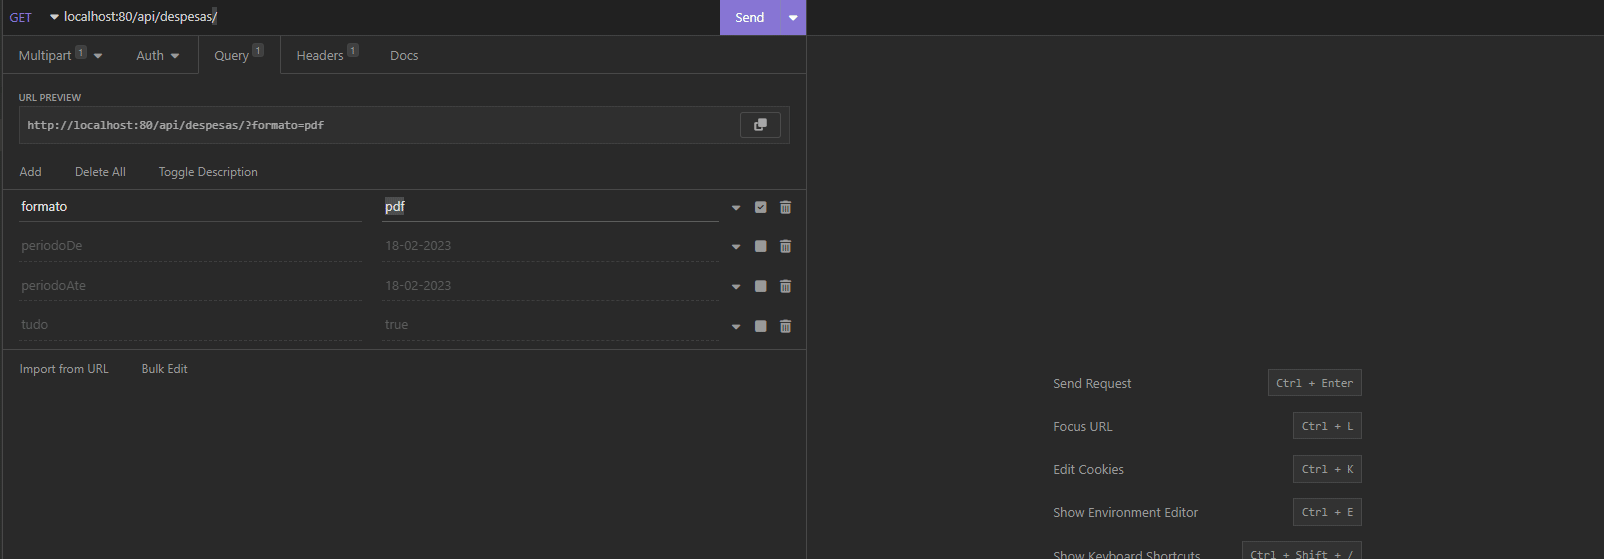 GET localhost:80/api/despesas/ Send
Multipart 1 Auth Query 1 Headers 1 Docs
URL PREVIEW
http://localhost:80/api/despesas/?formato=pdf
Add Delete All Toggle Description
formato pdf
periodoDe 18-02-2023
periodoAte 18-02-2023
tudo true
Import from URL Bulk Edit
Send Request Ctrl + Enter
Focus URL Ctrl + L
Edit Cookies Ctrl + K
Show Environment Editor Ctrl + E
Show Keyboard Shortcuts Ctrl + Shift + /